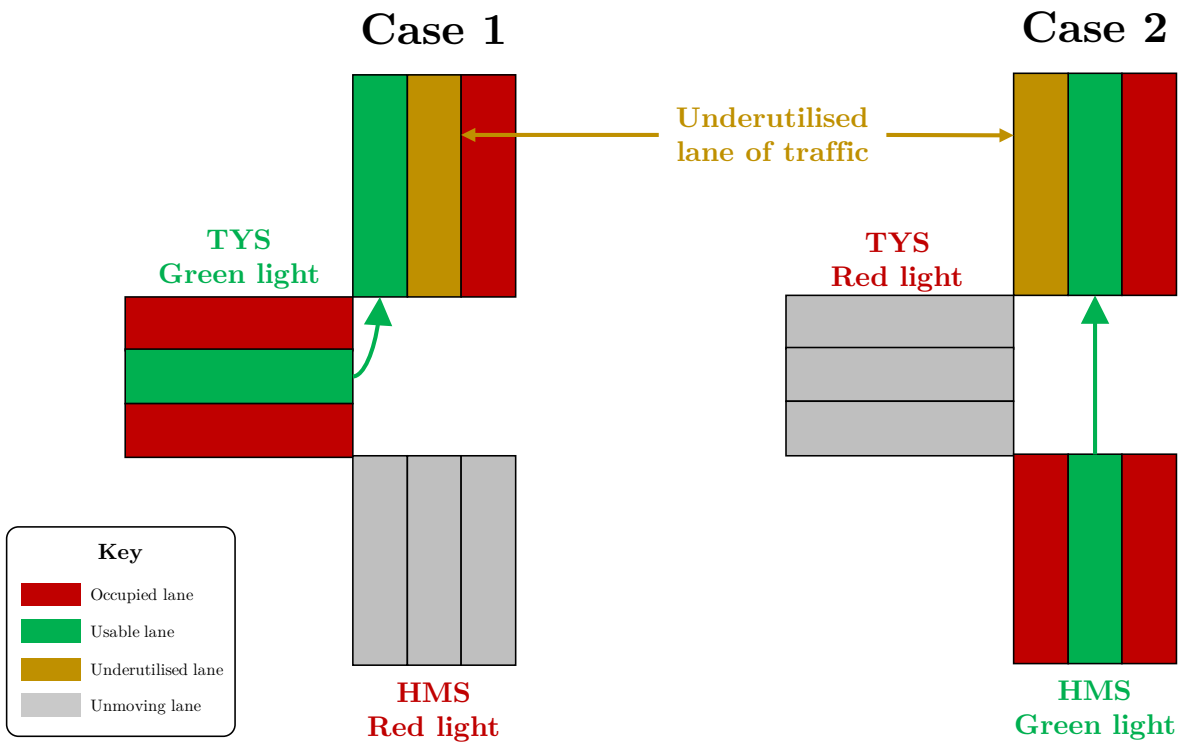 Case 1
Case 2
Underutilised
lane of traffic
TYS
Green light
TYS
Red light
Key
Occupied lane
Usable lane
Underutilised lane
Unmoving lane
HMS
Red light
HMS
Green light